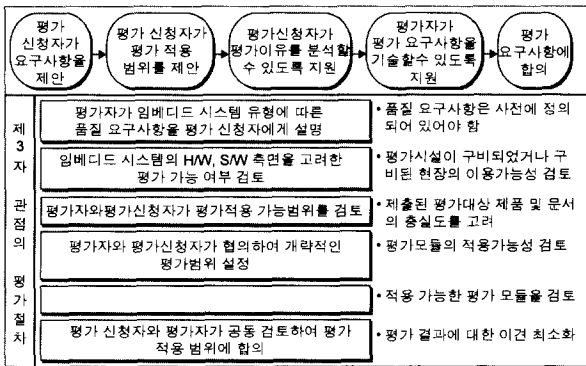 평가
신청자가
요구사항을
제안
평가 신청자가
평가 적용
범위를 제안
평가신청자가
평가이유를 분석할
수 있도록 지원
평가자가
평가 요구사항을
기술할수 있도록
지원
평가
요구사항에
합의
제
3
자
관
점
의
평
가
절
차
평가자가 임베디드 시스템 유형에 따른
품질 요구사항을 평가 신청자에게 설명
• 품질 요구사항은 사전에 정의
되어 있어야 함
임베디드 시스템의 H/W, S/W 측면을 고려한
평가 가능 여부 검토
• 평가시설이 구비되었거나 구
비된 현장의 이용가능성 검토
평가자와평가신청자가 평가적용 가능범위를 검토
• 제출된 평가대상 제품 및 문서
의 충실도를 고려
평가자와 평가신청자가 협의하여 개략적인
평가범위 설정
• 평가모듈의 적용가능성 검토
• 적용 가능한 평가 모듈을 검토
평가 신청자와 평가자가 공동 검토하여 평가
적용 범위에 합의
• 평가 결과에 대한 이견 최소화